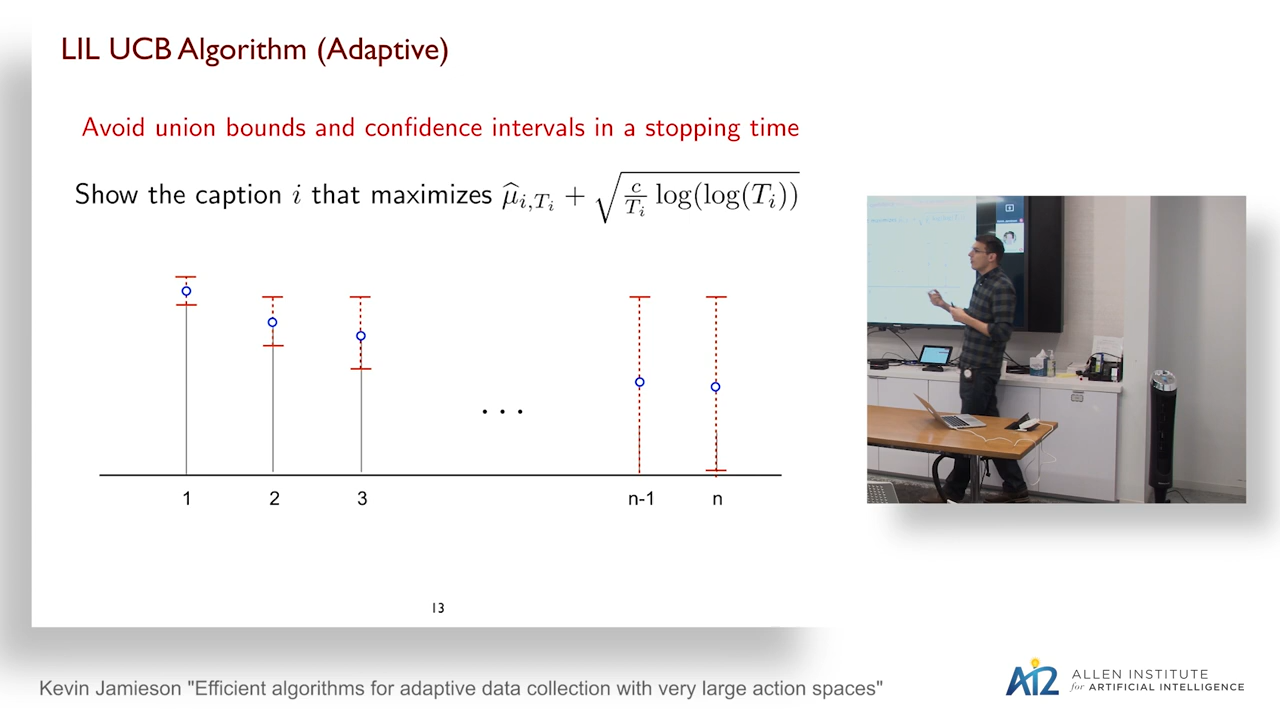 LIL UCB Algorithm (Adaptive)
Avoid union bounds and confidence intervals in a stopping time
Show the caption i that maximizes μ̂_{i,T_i} + √(c/T_i log(log(T_i)))
. . .
1 2 3 n-1 n
13
Kevin Jamieson "Efficient algorithms for adaptive data collection with very large action spaces"
AI2
ALLEN INSTITUTE
for ARTIFICIAL INTELLIGENCE